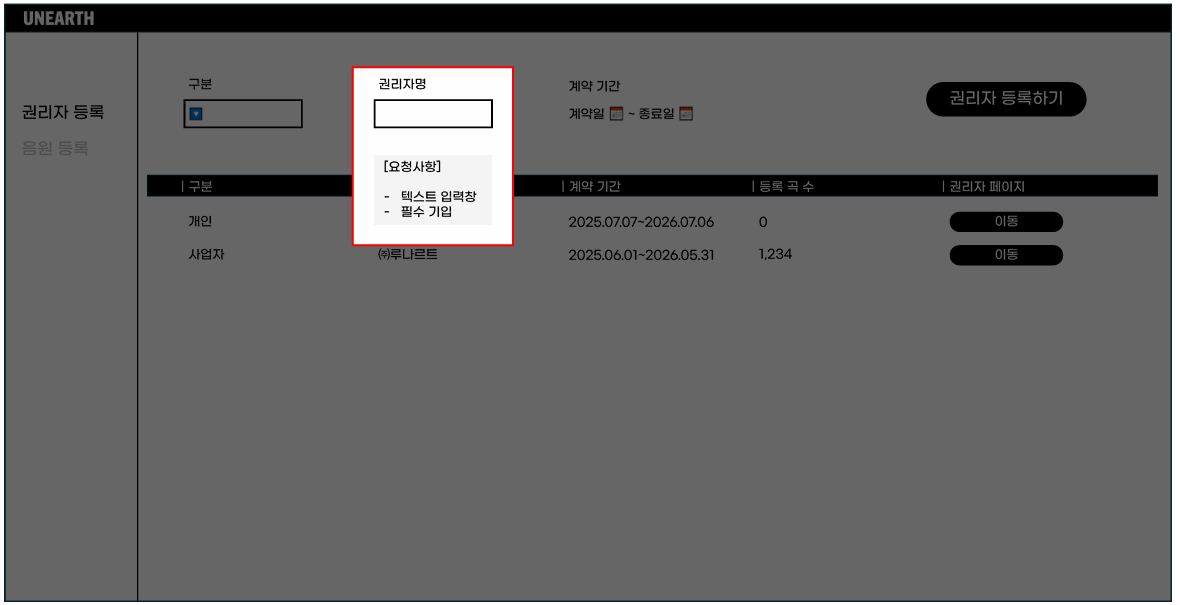 UNEARTH
권리자 등록
음원 등록
구분
권리자명
계약 기간
계약일 ~ 종료일
권리자 등록하기
[요청사항]
- 텍스트 입력창
- 필수 기입
| 구분 | 계약 기간 | 등록 곡 수 | 권리자 페이지
개인 2025.07.07~2026.07.06 0 이동
사업자 ㈜루나르트 2025.06.01~2026.05.31 1,234 이동